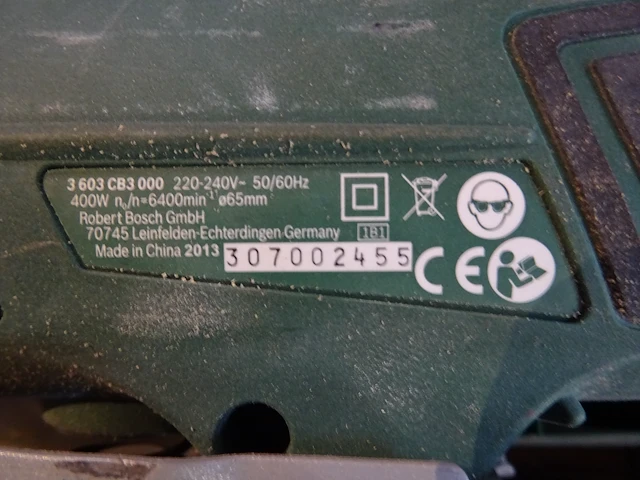 3 603 CB3 000 220-240V~ 50/60Hz
400W n₀/n=6400min⁻¹ ø65mm
Robert Bosch GmbH
70745 Leinfelden-Echterdingen-Germany 1B1
Made in China 2013 307002455
CE